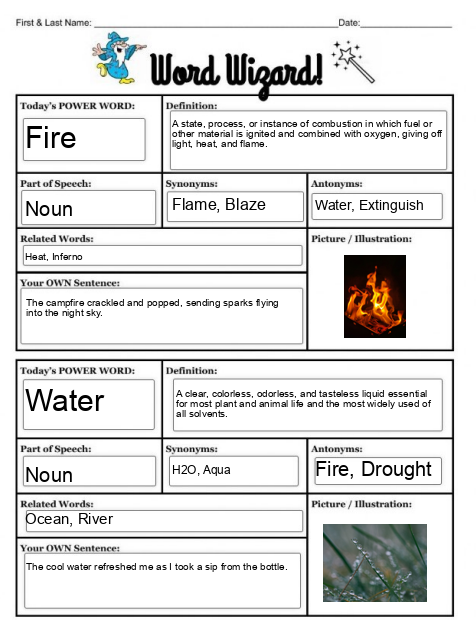 First & Last Name: ______________________ Date:______________
Word Wizard!
Today's POWER WORD:
Fire
Definition:
A state, process, or instance of combustion in which fuel or
other material is ignited and combined with oxygen, giving off
light, heat, and flame.
Part of Speech:
Noun
Synonyms:
Flame, Blaze
Antonyms:
Water, Extinguish
Related Words:
Heat, Inferno
Picture / Illustration:
Your OWN Sentence:
The campfire crackled and popped, sending sparks flying
into the night sky.
Today's POWER WORD:
Water
Definition:
A clear, colorless, odorless, and tasteless liquid essential
for most plant and animal life and the most widely used of
all solvents.
Part of Speech:
Noun
Synonyms:
H2O, Aqua
Antonyms:
Fire, Drought
Related Words:
Ocean, River
Picture / Illustration:
Your OWN Sentence:
The cool water refreshed me as I took a sip from the bottle.